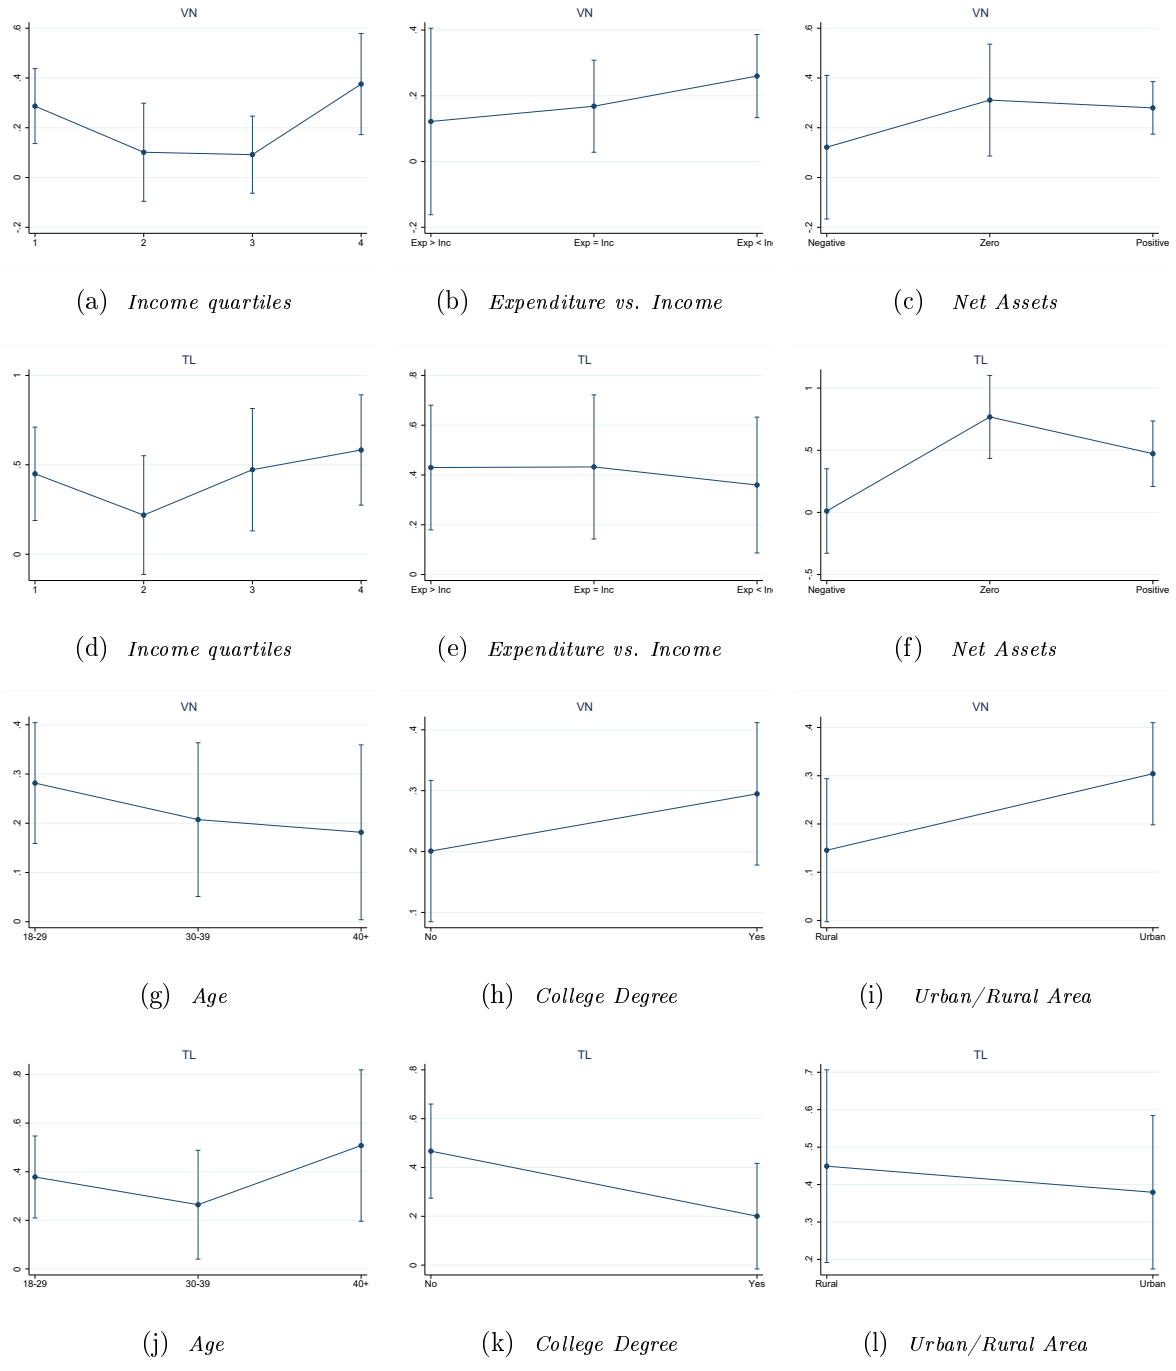 VN
.6
.4
.2
0
-.2
1
2
3
4
VN
.4
.2
0
-.2
Exp > Inc
Exp = Inc
Exp < In
VN
.6
.4
.2
0
-.2
Negative
Zero
Positive
(a) Income quartiles
(b) Expenditure vs. Income
(c) Net Assets
TL
1
.5
0
1
2
3
4
TL
.8
.6
.4
.2
0
Exp > Inc
Exp = Inc
Exp < In
TL
1
.5
0
-.5
Negative
Zero
Positive
(d) Income quartiles
(e) Expenditure vs. Income
(f) Net Assets
VN
.4
.3
.2
.1
0
18-29
30-39
40+
VN
.4
.3
.2
.1
No
Yes
VN
.4
.3
.2
.1
0
Rural
Urban
(g) Age
(h) College Degree
(i) Urban/Rural Area
TL
.8
.6
.4
.2
0
18-29
30-39
40+
TL
.8
.6
.4
.2
0
No
Yes
TL
.7
.6
.5
.4
.3
.2
Rural
Urban
(j) Age
(k) College Degree
(l) Urban/Rural Area